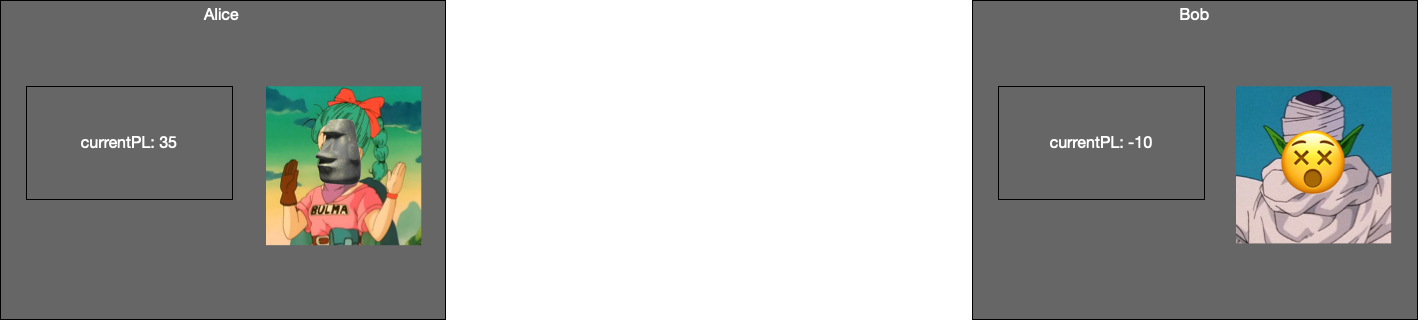 Alice
currentPL: 35
BULMA
Bob
currentPL: -10